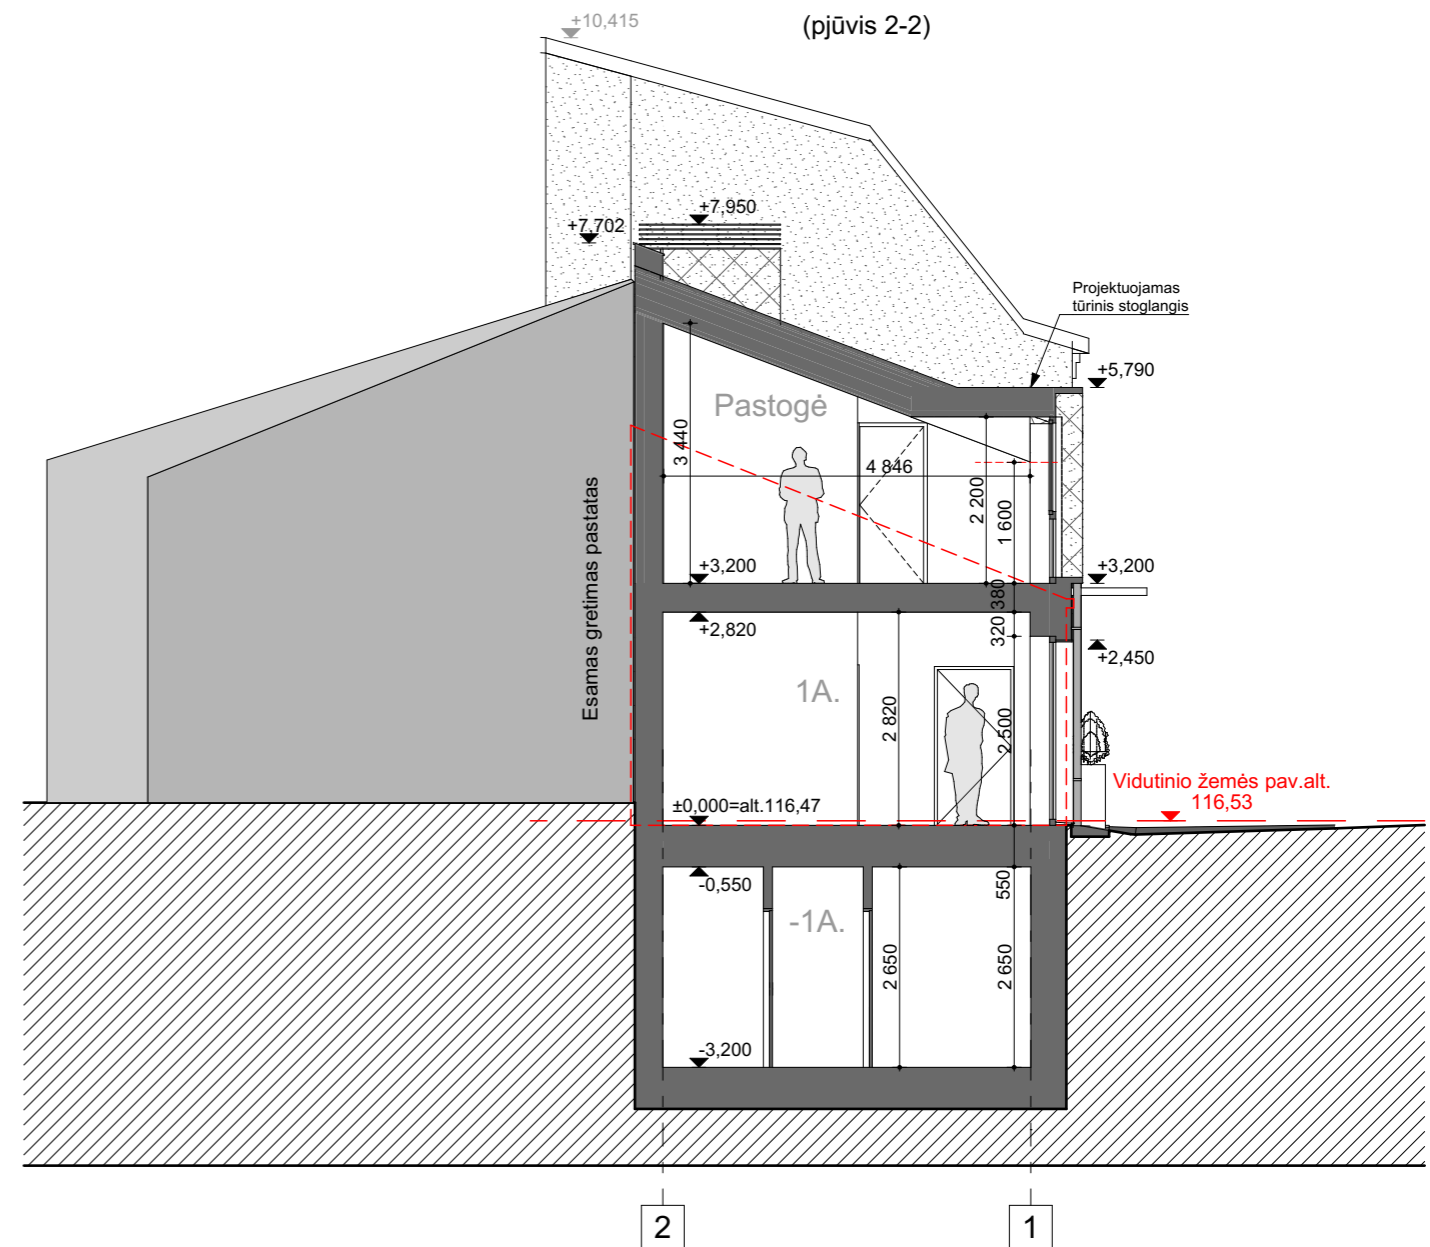 +10,415
(pjūvis 2-2)
+7,950
+7,702
Projektuojamas
tūrinis stoglangis
+5,790
Pastogė
3 440
4 846
2 200
1 600
+3,200
+3,200
380
+2,820
320
+2,450
Esamas gretimas pastatas
1A.
2 820
2 500
Vidutinio žemės pav.alt.
116,53
±0,000=alt.116,47
-0,550
550
-1A.
2 650
2 650
-3,200
2
1